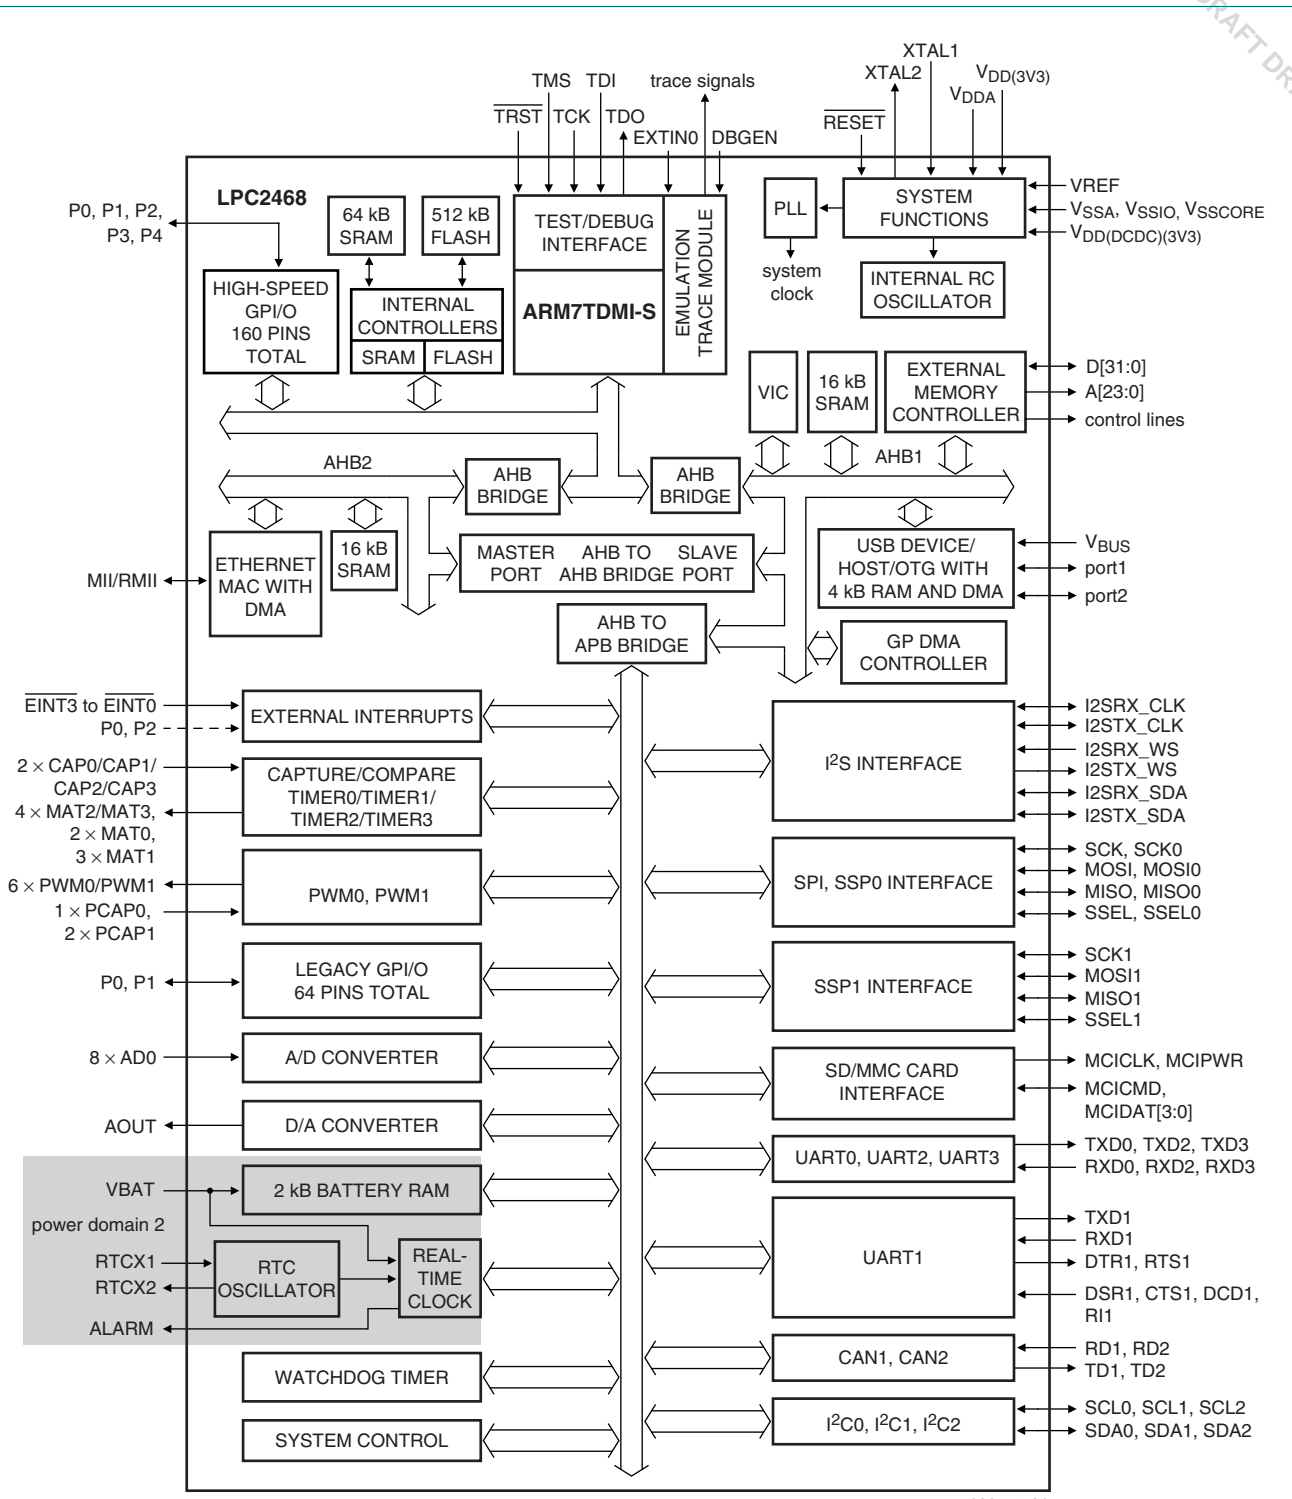 XTAL1
XTAL2
VDD(3V3)
VDDA
RESET
TMS
TDI
trace signals
TRST
TCK
TDO
EXTIN0
DBGEN
LPC2468
P0, P1, P2,
P3, P4
64 kB
SRAM
512 kB
FLASH
TEST/DEBUG
INTERFACE
EMULATION
TRACE MODULE
PLL
SYSTEM
FUNCTIONS
VREF
VSSA, VSSIO, VSSCORE
VDD(DCDC)(3V3)
system
clock
INTERNAL RC
OSCILLATOR
HIGH-SPEED
GPI/O
160 PINS
TOTAL
INTERNAL
CONTROLLERS
SRAM
FLASH
ARM7TDMI-S
VIC
16 kB
SRAM
EXTERNAL
MEMORY
CONTROLLER
D[31:0]
A[23:0]
control lines
AHB2
AHB
BRIDGE
AHB
BRIDGE
AHB1
ETHERNET
MAC WITH
DMA
MII/RMII
16 kB
SRAM
MASTER AHB TO SLAVE
PORT AHB BRIDGE PORT
USB DEVICE/
HOST/OTG WITH
4 kB RAM AND DMA
VBUS
port1
port2
AHB TO
APB BRIDGE
GP DMA
CONTROLLER
EINT3 to EINT0
P0, P2
EXTERNAL INTERRUPTS
2 × CAP0/CAP1/
CAP2/CAP3
4 × MAT2/MAT3,
2 × MAT0,
3 × MAT1
CAPTURE/COMPARE
TIMER0/TIMER1/
TIMER2/TIMER3
6 × PWM0/PWM1
1 × PCAP0,
2 × PCAP1
PWM0, PWM1
P0, P1
LEGACY GPI/O
64 PINS TOTAL
8 × AD0
A/D CONVERTER
AOUT
D/A CONVERTER
VBAT
2 kB BATTERY RAM
power domain 2
RTCX1
RTCX2
RTC
OSCILLATOR
REAL-
TIME
CLOCK
ALARM
WATCHDOG TIMER
SYSTEM CONTROL
I2S INTERFACE
I2SRX_CLK
I2STX_CLK
I2SRX_WS
I2STX_WS
I2SRX_SDA
I2STX_SDA
SPI, SSP0 INTERFACE
SCK, SCK0
MOSI, MOSI0
MISO, MISO0
SSEL, SSEL0
SSP1 INTERFACE
SCK1
MOSI1
MISO1
SSEL1
SD/MMC CARD
INTERFACE
MCICLK, MCIPWR
MCICMD,
MCIDAT[3:0]
UART0, UART2, UART3
TXD0, TXD2, TXD3
RXD0, RXD2, RXD3
UART1
TXD1
RXD1
DTR1, RTS1
DSR1, CTS1, DCD1,
RI1
CAN1, CAN2
RD1, RD2
TD1, TD2
I2C0, I2C1, I2C2
SCL0, SCL1, SCL2
SDA0, SDA1, SDA2